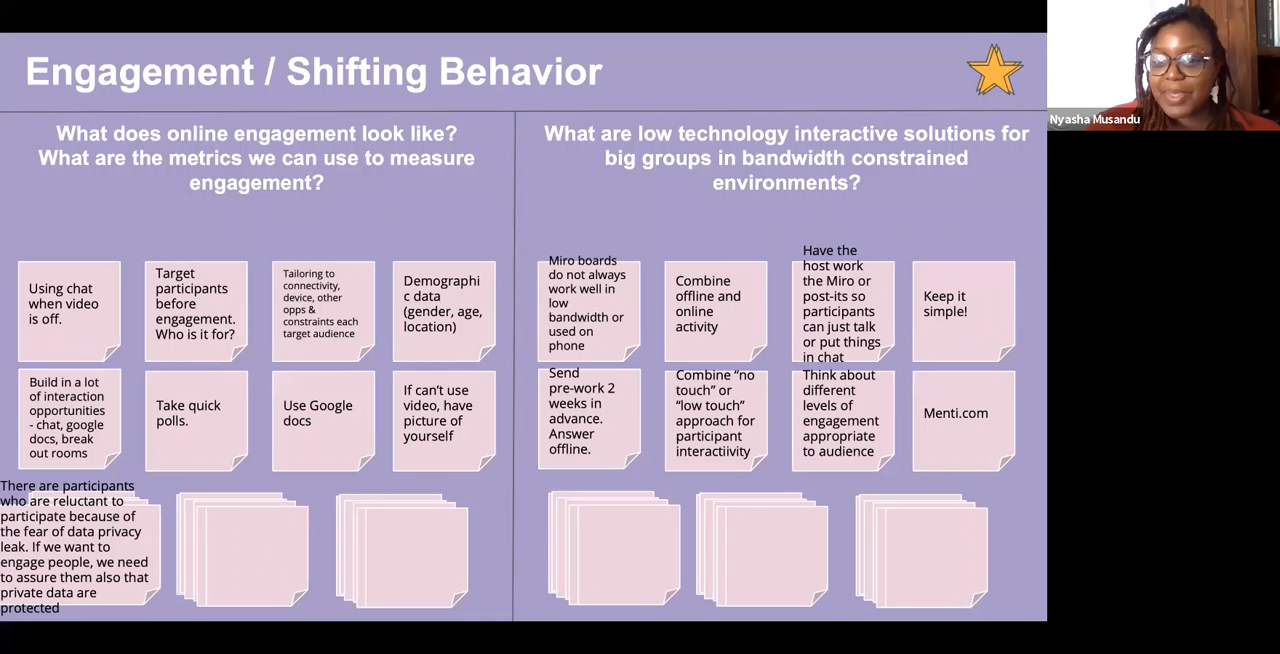 Engagement / Shifting Behavior
Nyasha Musandu
What does online engagement look like?
What are the metrics we can use to measure
engagement?
Using chat
when video
is off.
Target
participants
before
engagement.
Who is it for?
Tailoring to
connectivity,
device, other
opps &
constraints each
target audience
Demographi
c data
(gender, age,
location)
Build in a lot
of interaction
opportunities
- chat, google
docs, break
out rooms
Take quick
polls.
Use Google
docs
If can’t use
video, have
picture of
yourself
There are participants
who are reluctant to
participate because of
the fear of data privacy
leak. If we want to
engage people, we need
to assure them also that
private data are
protected
What are low technology interactive solutions for
big groups in bandwidth constrained
environments?
Miro boards
do not always
work well in
low
bandwidth or
used on
phone
Combine
offline and
online
activity
Have the
host work
the Miro or
post-its so
participants
can just talk
or put things
in chat
Keep it
simple!
Send
pre-work 2
weeks in
advance.
Answer
offline.
Combine “no
touch” or
“low touch”
approach for
participant
interactiivity
Think about
different
levels of
engagement
appropriate
to audience
Menti.com